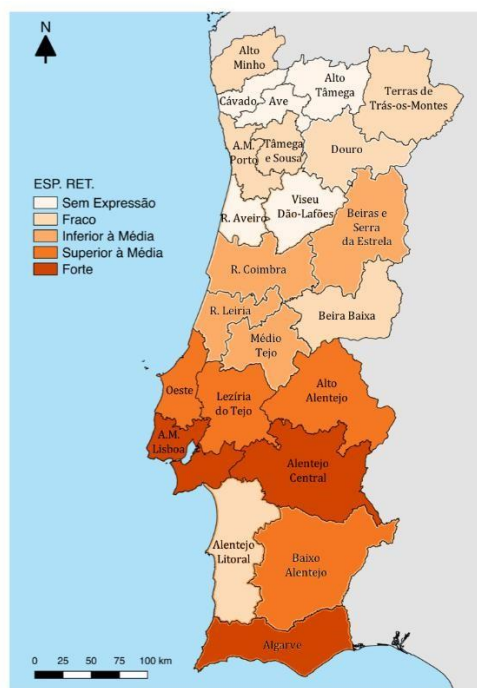 N
Alto
Minho
Alto
Tâmega
Terras de
Trás-os-Montes
Cávado
Ave
A.M.
Porto
Tâmega
e Sousa
Douro
ESP. RET.
Sem Expressão
Fraco
Inferior à Média
Superior à Média
Forte
R. Aveiro
Viseu
Dão-Lafões
Beiras e
Serra
da Estrela
R. Coimbra
R. Leiria
Beira Baixa
Médio
Tejo
Oeste
Lezíria
do Tejo
Alto
Alentejo
A.M.
Lisboa
Alentejo
Central
Alentejo
Litoral
Baixo
Alentejo
Algarve
0 25 50 75 100 km